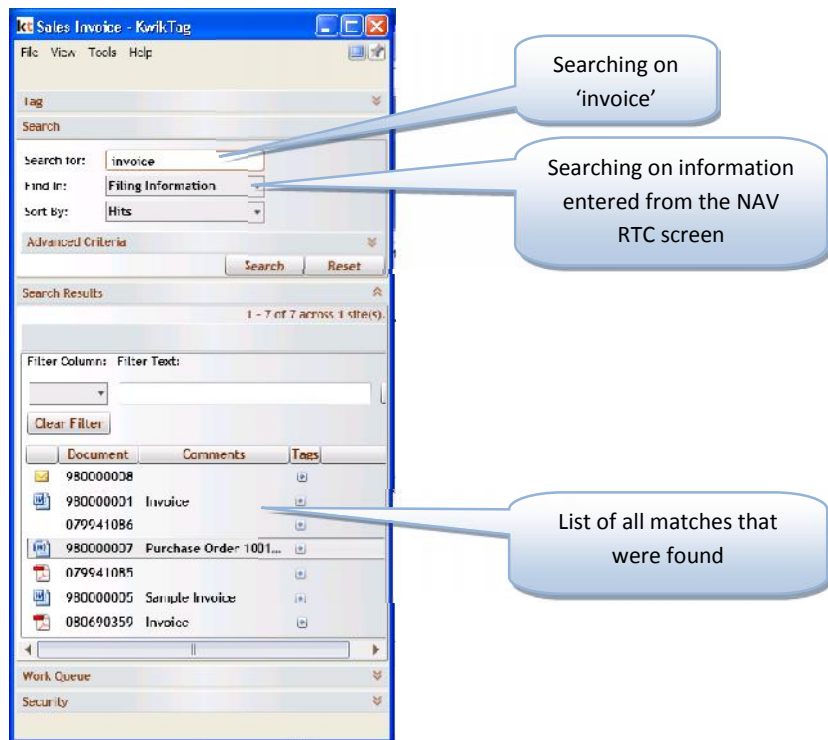 kt Sales Invoice - KwikTag
File View Tools Help
Tag
Search
Search for: invoice
Find In: Filing Information
Sort By: Hits
Advanced Criteria
Search Reset
Search Results
1 - 7 of 7 across 1 site(s).
Filter Column: Filter Text:
Clear Filter
Document Comments Tags
980000008
980000001 Invoice
079941086
980000007 Purchase Order 1001...
079941085
980000005 Sample Invoice
080690359 Invoice
Work Queue
Security
Searching on
‘invoice’
Searching on information
entered from the NAV
RTC screen
List of all matches that
were found